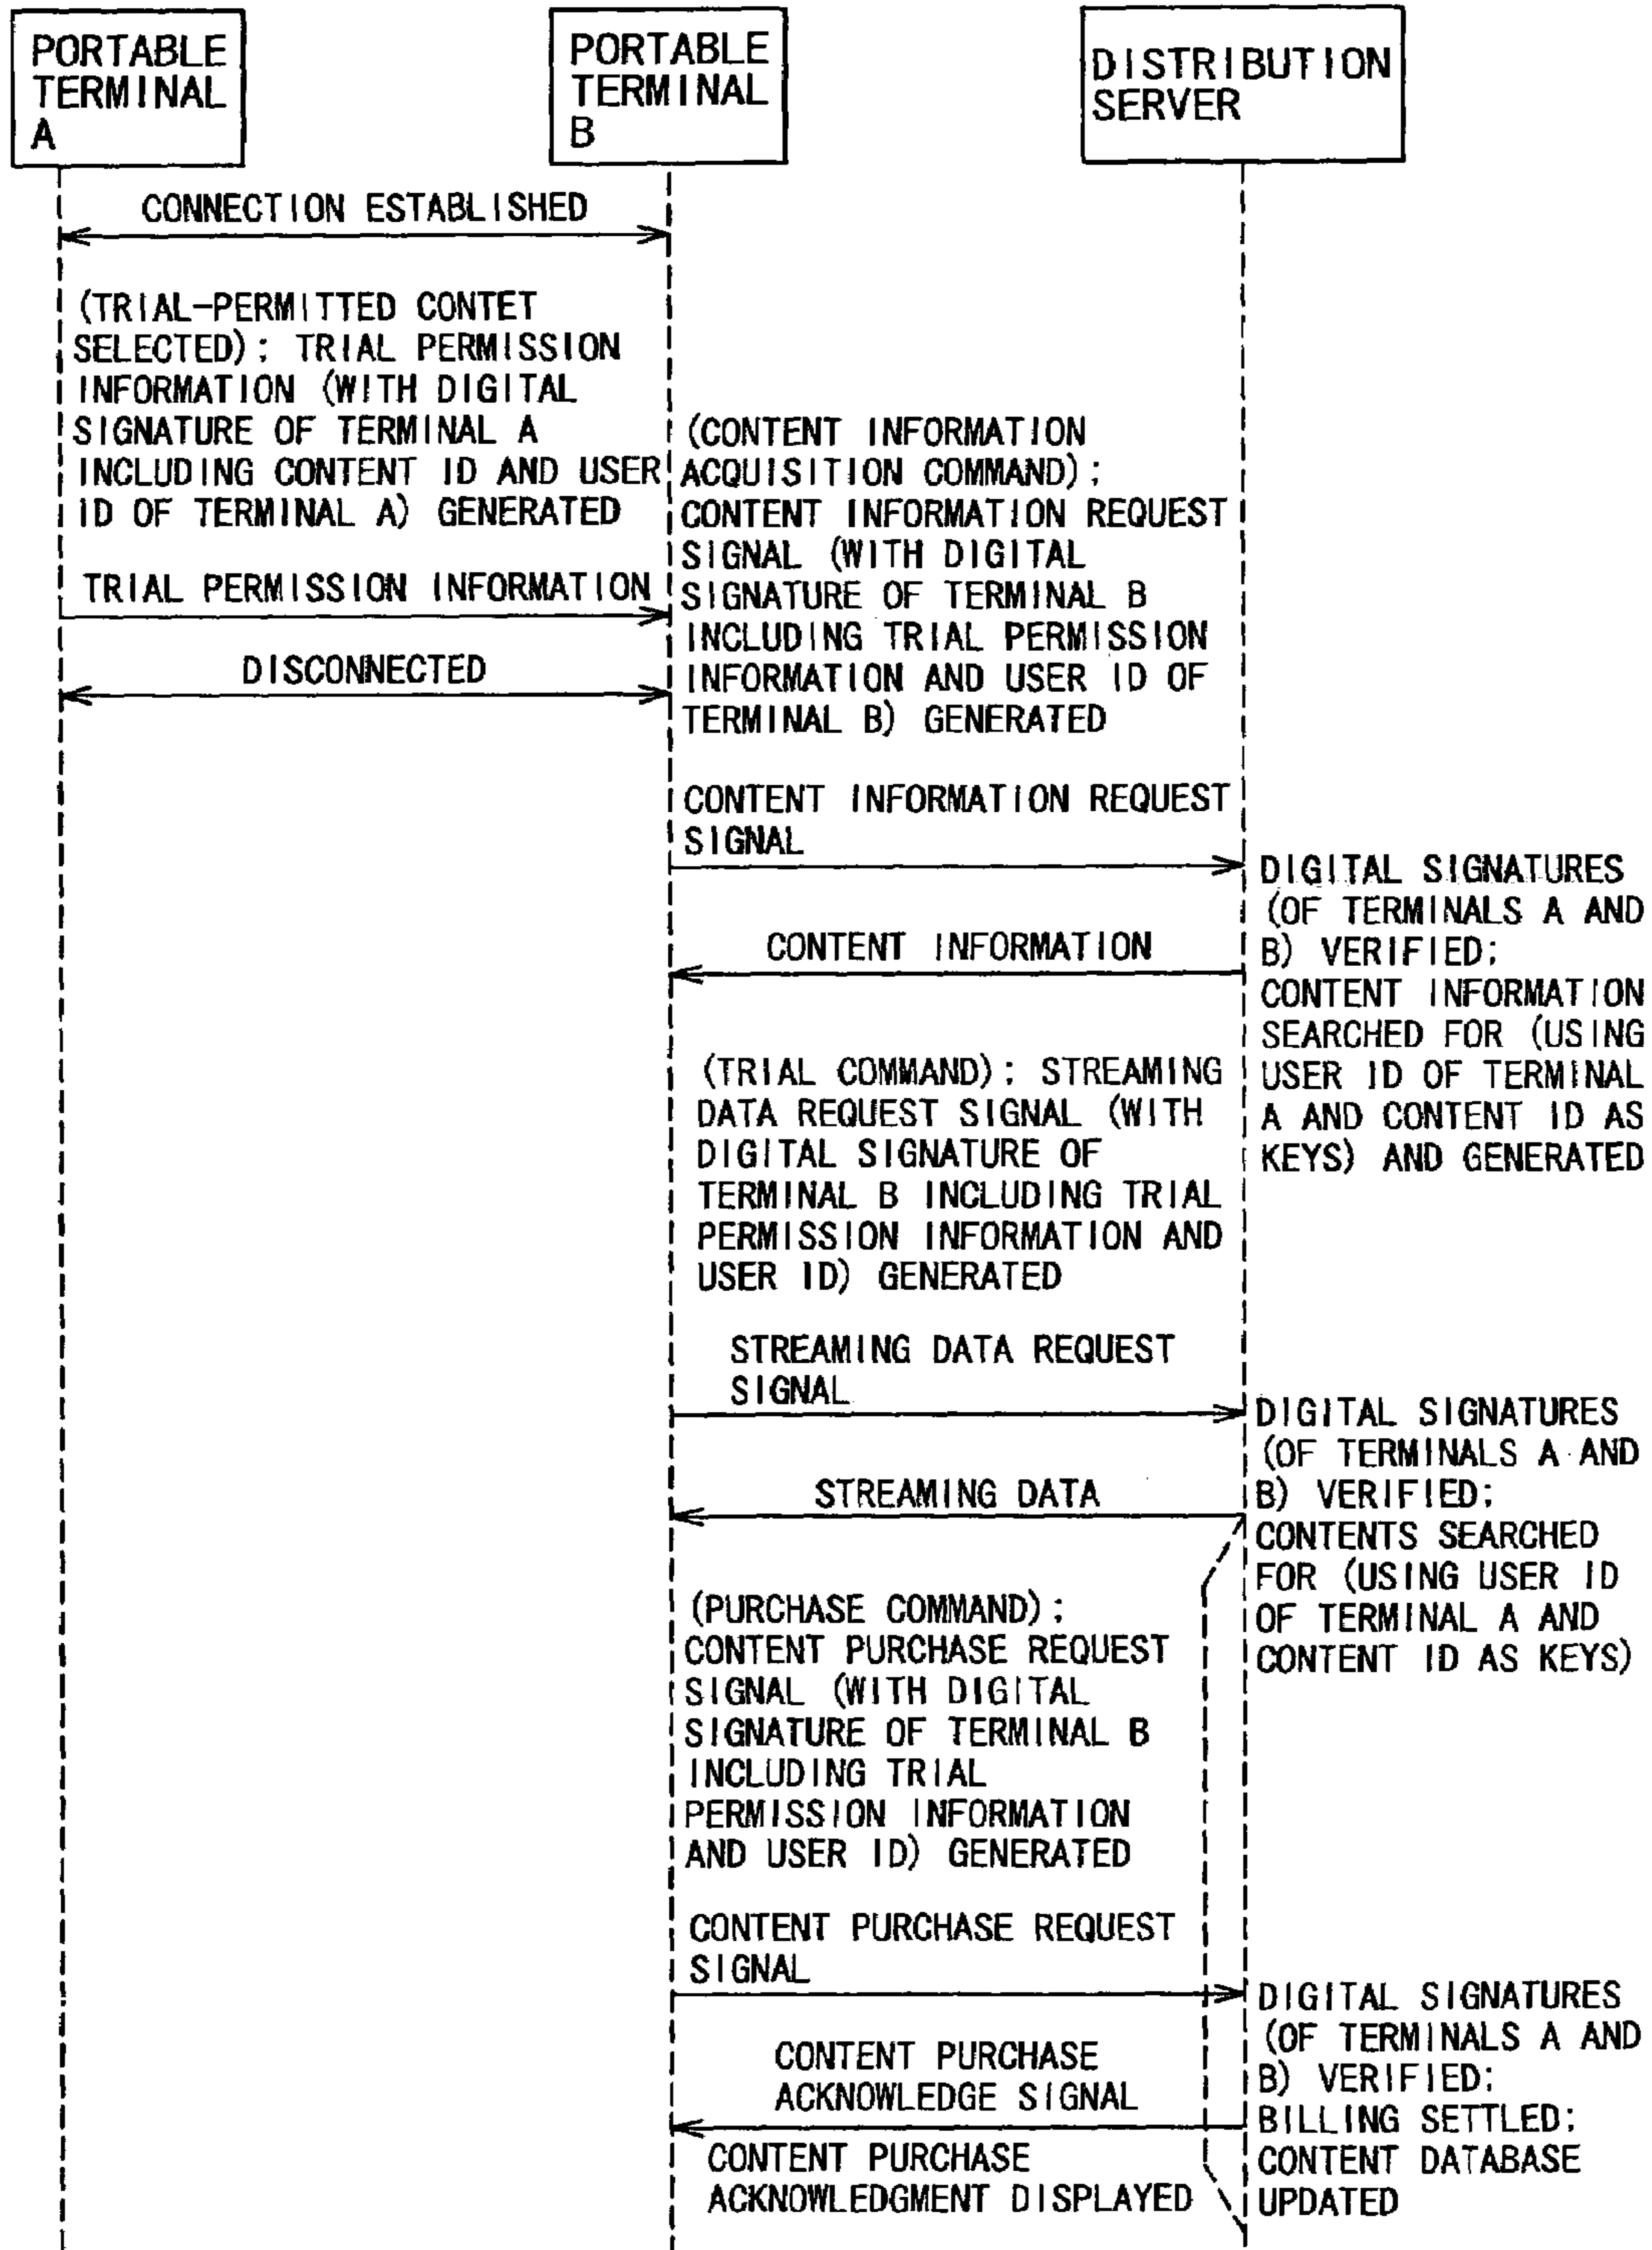 PORTABLE
TERMINAL
A
PORTABLE
TERMINAL
B
DISTRIBUTION
SERVER
CONNECTION ESTABLISHED
(TRIAL-PERMITTED CONTET
SELECTED); TRIAL PERMISSION
INFORMATION (WITH DIGITAL
SIGNATURE OF TERMINAL A
INCLUDING CONTENT ID AND USER
ID OF TERMINAL A) GENERATED
TRIAL PERMISSION INFORMATION
DISCONNECTED
(CONTENT INFORMATION
ACQUISITION COMMAND);
CONTENT INFORMATION REQUEST
SIGNAL (WITH DIGITAL
SIGNATURE OF TERMINAL B
INCLUDING TRIAL PERMISSION
INFORMATION AND USER ID OF
TERMINAL B) GENERATED
CONTENT INFORMATION REQUEST
SIGNAL
DIGITAL SIGNATURES
(OF TERMINALS A AND
B) VERIFIED;
CONTENT INFORMATION
SEARCHED FOR (USING
USER ID OF TERMINAL
A AND CONTENT ID AS
KEYS) AND GENERATED
CONTENT INFORMATION
(TRIAL COMMAND); STREAMING
DATA REQUEST SIGNAL (WITH
DIGITAL SIGNATURE OF
TERMINAL B INCLUDING TRIAL
PERMISSION INFORMATION AND
USER ID) GENERATED
STREAMING DATA REQUEST
SIGNAL
DIGITAL SIGNATURES
(OF TERMINALS A AND
B) VERIFIED;
CONTENTS SEARCHED
FOR (USING USER ID
OF TERMINAL A AND
CONTENT ID AS KEYS)
STREAMING DATA
(PURCHASE COMMAND);
CONTENT PURCHASE REQUEST
SIGNAL (WITH DIGITAL
SIGNATURE OF TERMINAL B
INCLUDING TRIAL
PERMISSION INFORMATION
AND USER ID) GENERATED
CONTENT PURCHASE REQUEST
SIGNAL
DIGITAL SIGNATURES
(OF TERMINALS A AND
B) VERIFIED;
BILLING SETTLED;
CONTENT DATABASE
UPDATED
CONTENT PURCHASE
ACKNOWLEDGE SIGNAL
CONTENT PURCHASE
ACKNOWLEDGMENT DISPLAYED